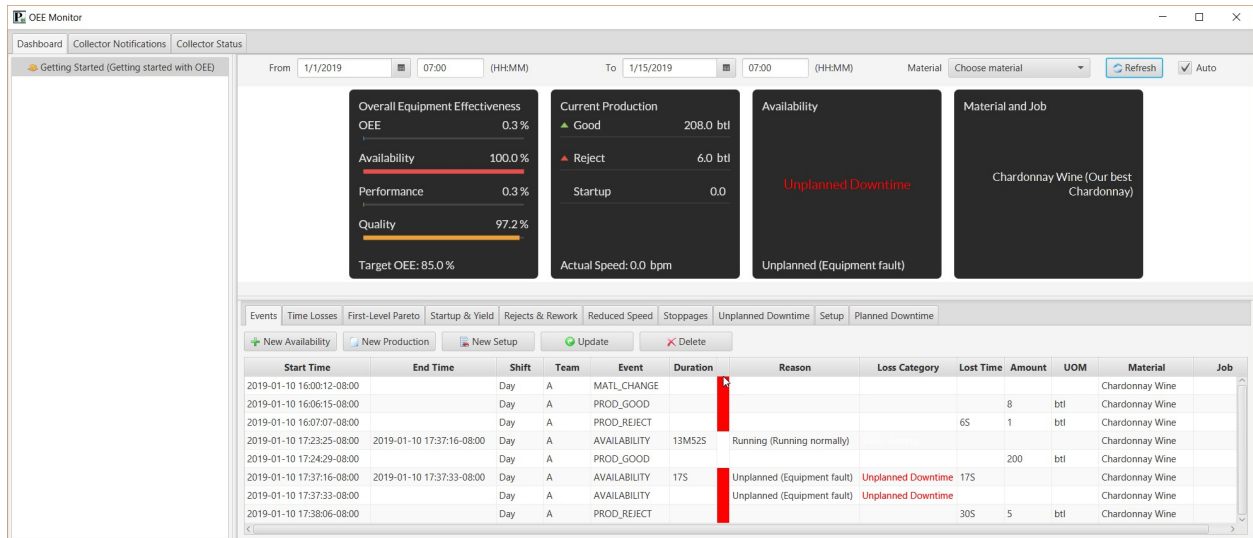 OEE Monitor
Dashboard Collector Notifications Collector Status
Getting Started (Getting started with OEE)
From 1/1/2019 07:00 (HH:MM) To 1/15/2019 07:00 (HH:MM) Material Choose material Refresh Auto
Overall Equipment Effectiveness
OEE 0.3 %
Availability 100.0 %
Performance 0.3 %
Quality 97.2 %
Target OEE: 85.0 %
Current Production
Good 208.0 btl
Reject 6.0 btl
Startup 0.0
Actual Speed: 0.0 bpm
Availability
Unplanned Downtime
Unplanned (Equipment fault)
Material and Job
Chardonnay Wine (Our best
Chardonnay)
Events Time Losses First-Level Pareto Startup & Yield Rejects & Rework Reduced Speed Stoppages Unplanned Downtime Setup Planned Downtime
New Availability New Production New Setup Update Delete
Start Time End Time Shift Team Event Duration Reason Loss Category Lost Time Amount UOM Material Job
2019-01-10 16:00:12-08:00 Day A MATL_CHANGE Chardonnay Wine
2019-01-10 16:06:15-08:00 Day A PROD_GOOD 8 btl Chardonnay Wine
2019-01-10 16:07:07-08:00 Day A PROD_REJECT 6S 1 btl Chardonnay Wine
2019-01-10 17:23:25-08:00 2019-01-10 17:37:16-08:00 Day A AVAILABILITY 13M52S Running (Running normally) Chardonnay Wine
2019-01-10 17:24:29-08:00 Day A PROD_GOOD 200 btl Chardonnay Wine
2019-01-10 17:37:16-08:00 2019-01-10 17:37:33-08:00 Day A AVAILABILITY 17S Unplanned (Equipment fault) Unplanned Downtime 17S Chardonnay Wine
2019-01-10 17:37:33-08:00 Day A AVAILABILITY Unplanned (Equipment fault) Unplanned Downtime Chardonnay Wine
2019-01-10 17:38:06-08:00 Day A PROD_REJECT 30S 5 btl Chardonnay Wine